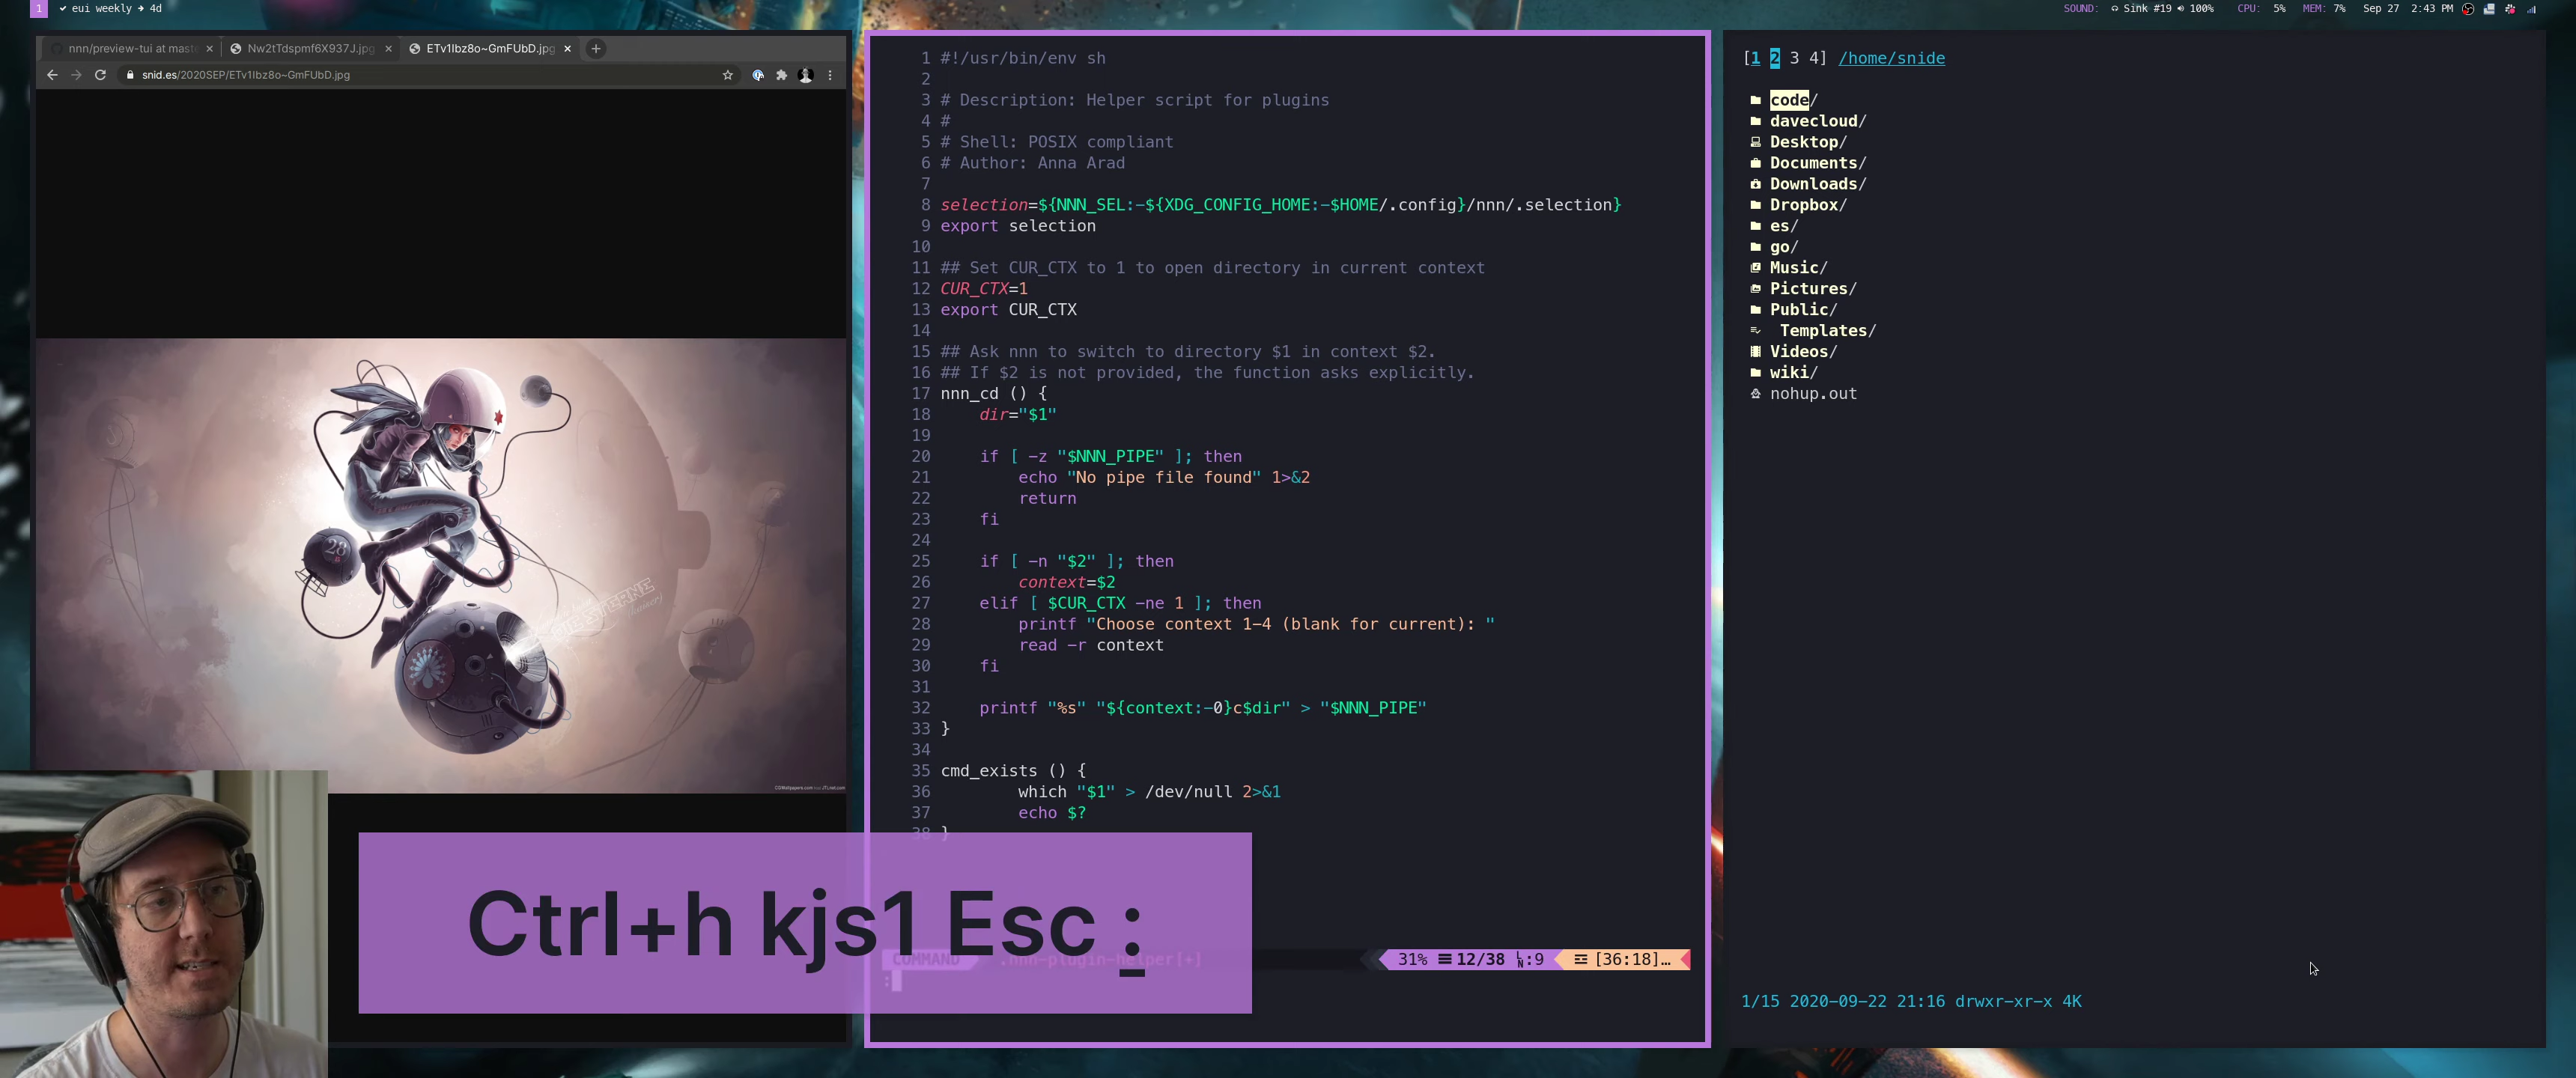 1 ✔ eui weekly → 4d
SOUND: Sink #19 100% CPU: 5% MEM: 7% Sep 27 2:43 PM
nnn/preview-tui at mast
Nw2tTdspmf6X937J.jpg
ETv1lbz8o~GmFUbD.jpg
snid.es/2020SEP/ETv1lbz8o~GmFUbD.jpg
28
1 #!/usr/bin/env sh
2
3 # Description: Helper script for plugins
4 #
5 # Shell: POSIX compliant
6 # Author: Anna Arad
7
8 selection=${NNN_SEL:-${XDG_CONFIG_HOME:-$HOME/.config}/nnn/.selection}
9 export selection
10
11 ## Set CUR_CTX to 1 to open directory in current context
12 CUR_CTX=1
13 export CUR_CTX
14
15 ## Ask nnn to switch to directory $1 in context $2.
16 ## If $2 is not provided, the function asks explicitly.
17 nnn_cd () {
18     dir="$1"
19
20     if [ -z "$NNN_PIPE" ]; then
21         echo "No pipe file found" 1>&2
22         return
23     fi
24
25     if [ -n "$2" ]; then
26         context=$2
27     elif [ $CUR_CTX -ne 1 ]; then
28         printf "Choose context 1-4 (blank for current): "
29         read -r context
30     fi
31
32     printf "%s" "${context:-0}c$dir" > "$NNN_PIPE"
33 }
34
35 cmd_exists () {
36         which "$1" > /dev/null 2>&1
37         echo $?
38 }
COMMAND .nnn-plugin-helper[+] 31% 12/38 LN:9 [36:18]…
:
Ctrl+h kjs1 Esc :
[1 2 3 4] /home/snide
code/
davecloud/
Desktop/
Documents/
Downloads/
Dropbox/
es/
go/
Music/
Pictures/
Public/
Templates/
Videos/
wiki/
nohup.out
1/15 2020-09-22 21:16 drwxr-xr-x 4K